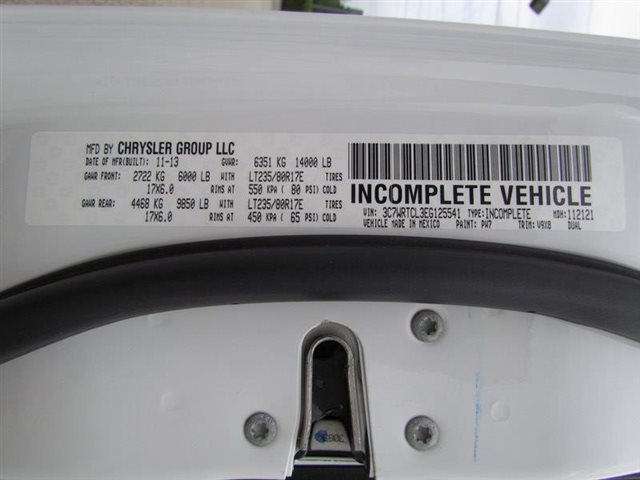 MFD BY CHRYSLER GROUP LLC
DATE OF MFR(BUILT): 11-13 GVWR: 6351 KG 14000 LB
GAWR FRONT: 2722 KG 6000 LB WITH LT235/80R17E TIRES
17X6.0 RIMS AT 550 KPA ( 80 PSI) COLD
GAWR REAR: 4468 KG 9850 LB WITH LT235/80R17E TIRES
17X6.0 RIMS AT 450 KPA ( 65 PSI) COLD
INCOMPLETE VEHICLE
VIN: 3C7WRTCL3EG125541 TYPE:INCOMPLETE MDH: 112121
VEHICLE MADE IN MEXICO PAINT: PW7 TRIM: V9X8 DUAL